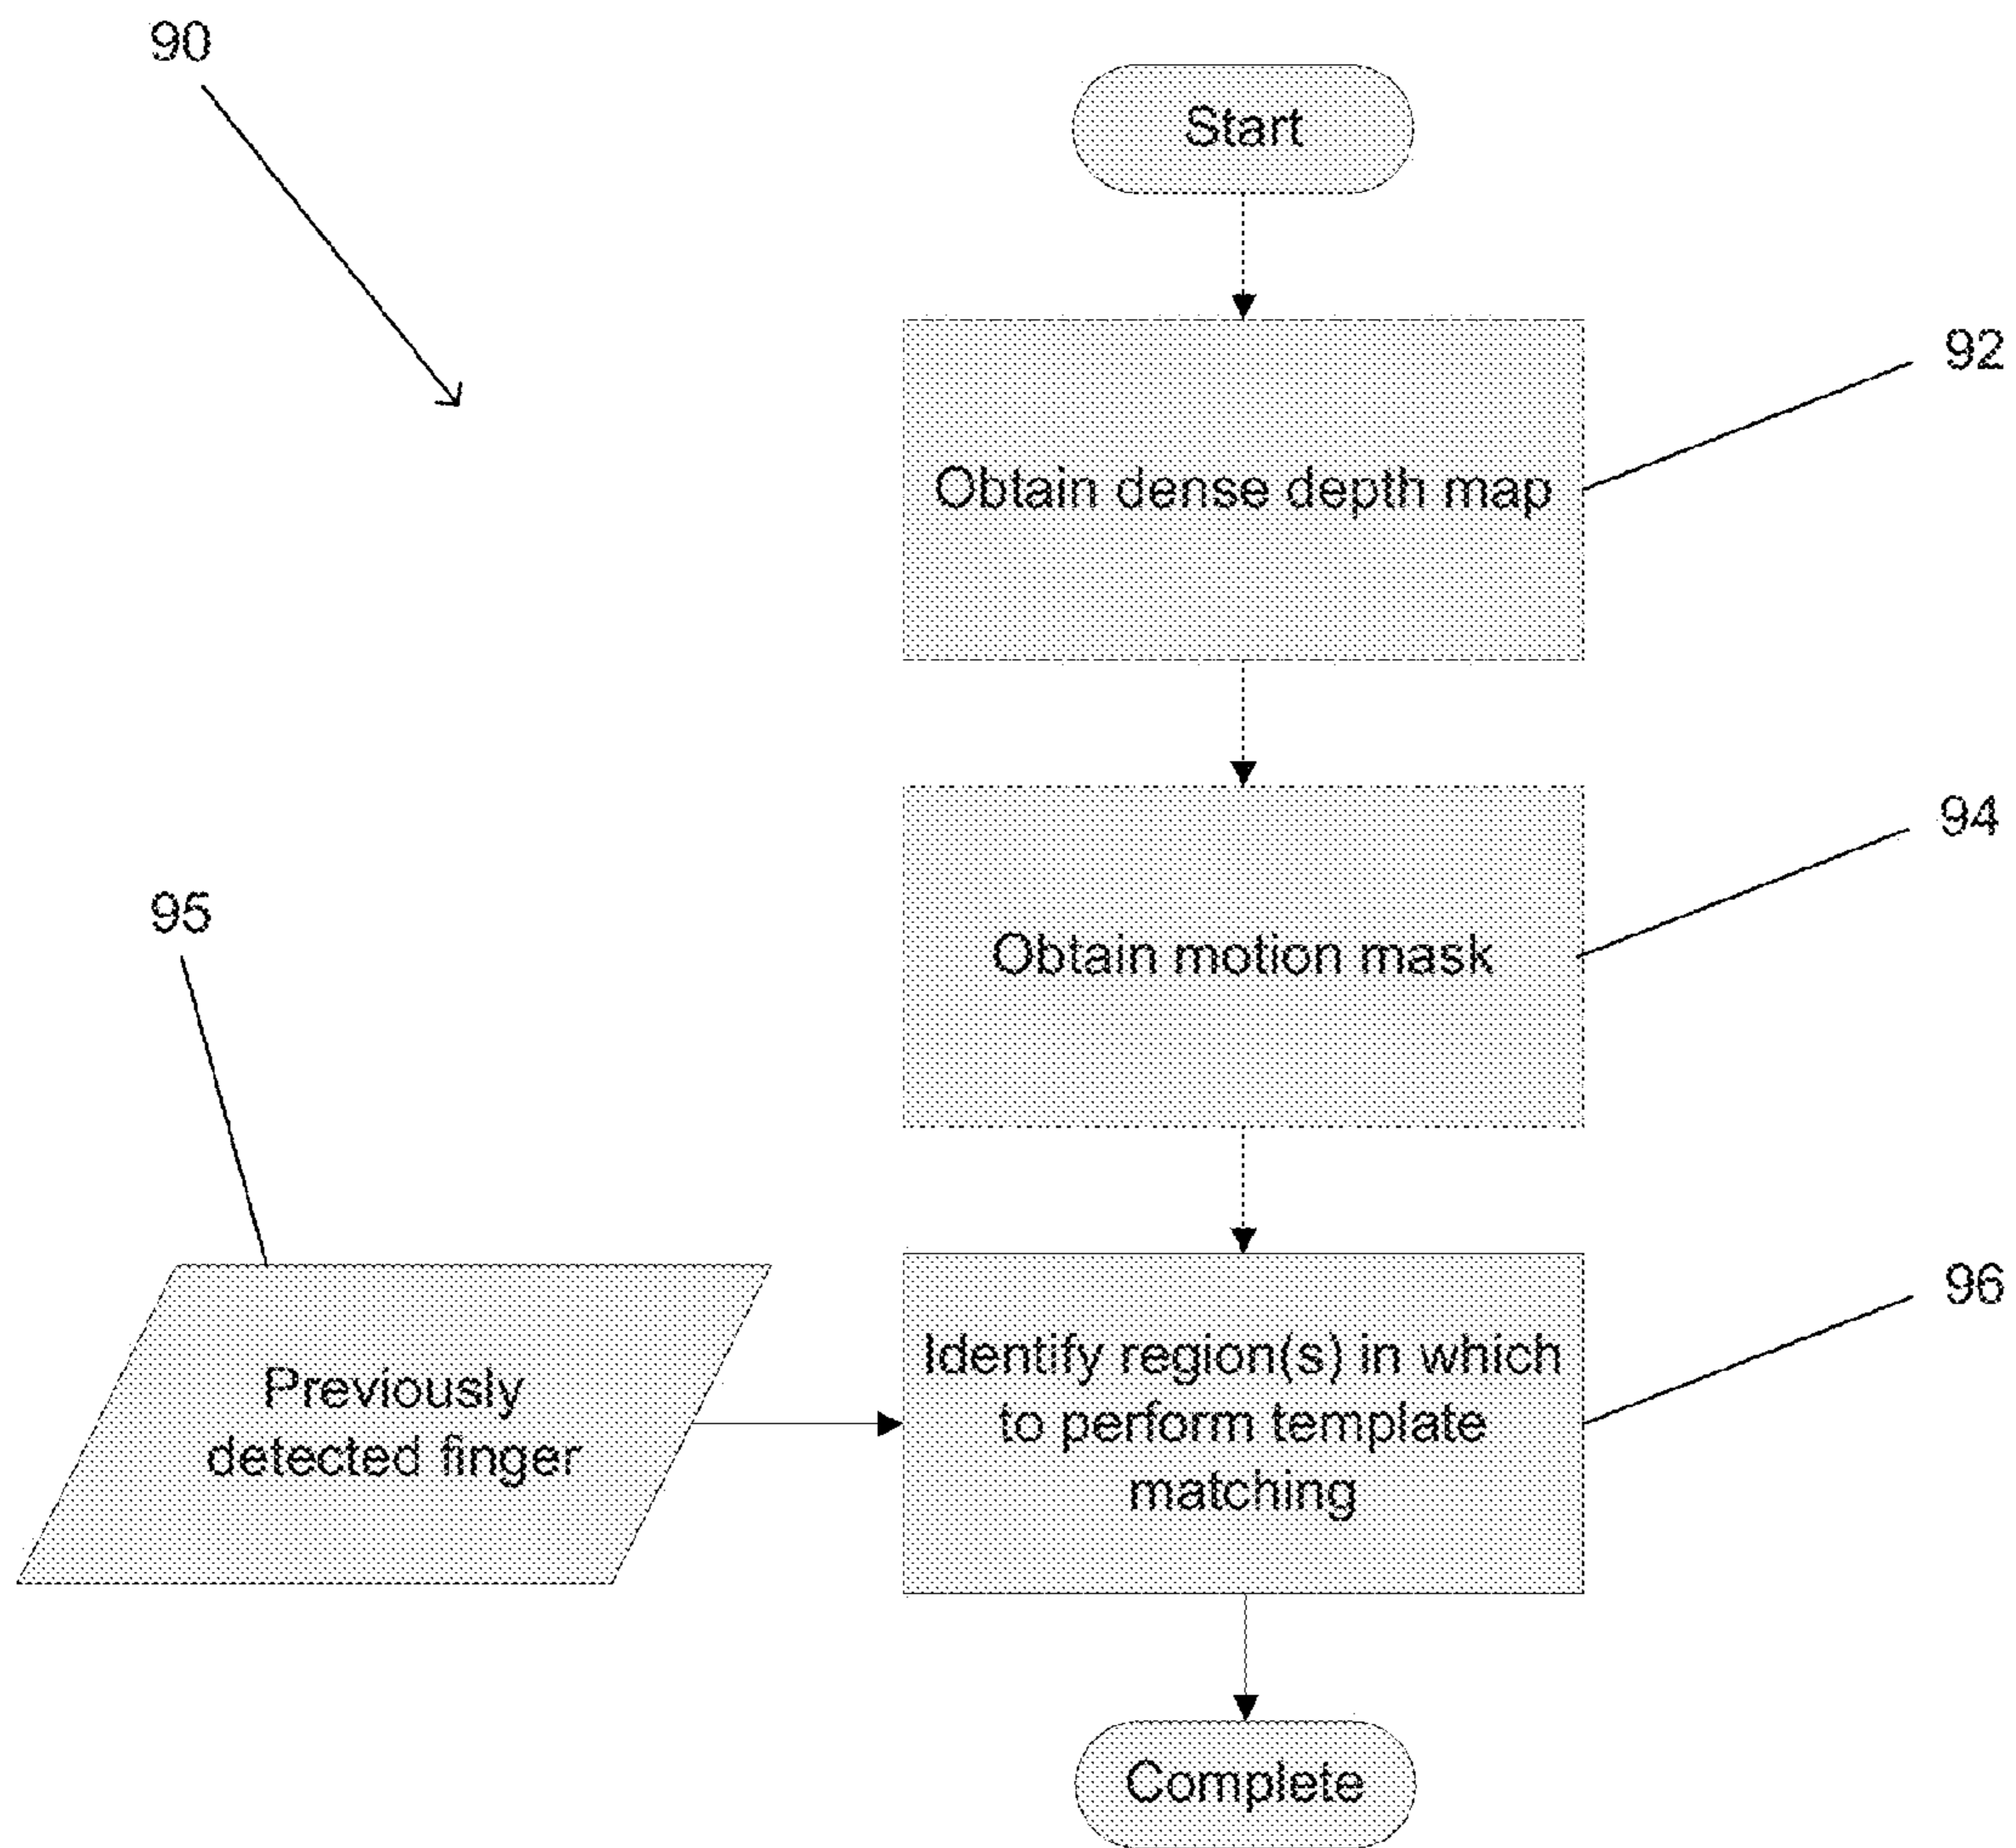 90
Start
92
Obtain dense depth map
94
Obtain motion mask
95
Previously
detected finger
96
Identify region(s) in which
to perform template
matching
Complete